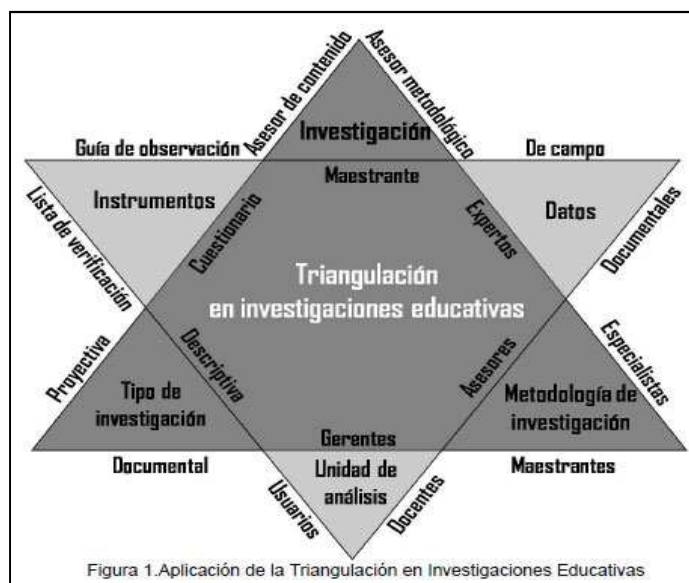 Asesor de contenido
Asesor metodológico
Investigación
Guía de observación
De campo
Maestrante
Instrumentos
Datos
Lista de verificación
Cuestionario
Expertos
Documentales
Triangulación
en investigaciones educativas
Proyectiva
Descriptiva
Asesores
Especialistas
Tipo de
investigación
Metodología de
investigación
Gerentes
Documental
Unidad de
análisis
Maestrantes
Usuarios
Docentes
Figura 1.Aplicación de la Triangulación en Investigaciones Educativas